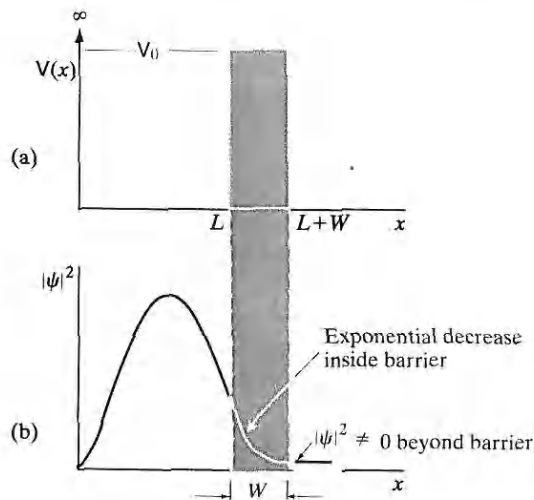 ∞
V₀
V(x)
(a)
L L+W x
|ψ|²
Exponential decrease
inside barrier
(b)
|ψ|² ≠ 0 beyond barrier
W x